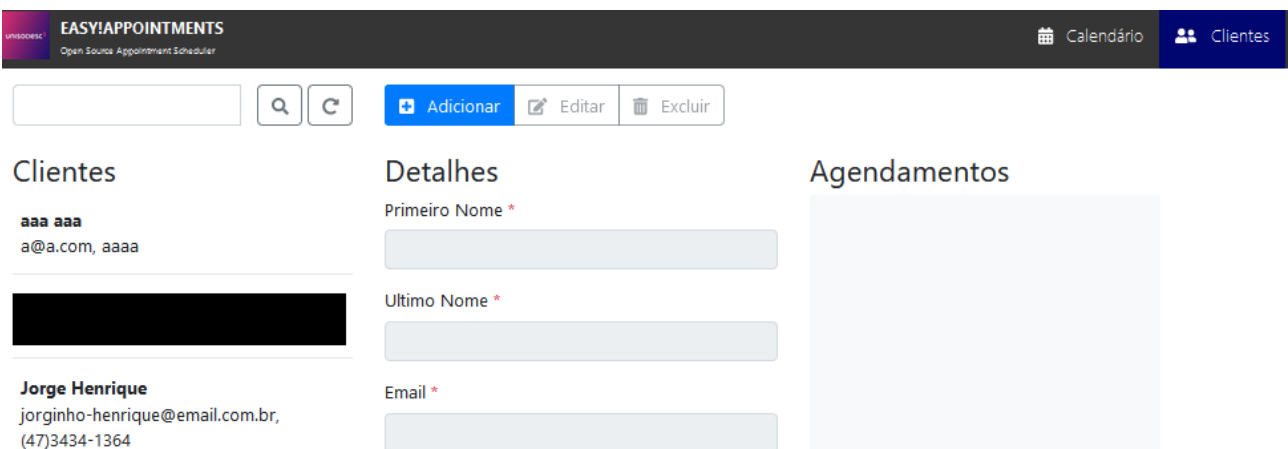 unisociesc
EASY!APPOINTMENTS
Open Source Appointment Scheduler
Calendário
Clientes
Adicionar
Editar
Excluir
Clientes
aaa aaa
a@a.com, aaaa
Jorge Henrique
jorginho-henrique@email.com.br,
(47)3434-1364
Detalhes
Primeiro Nome *
Ultimo Nome *
Email *
Agendamentos